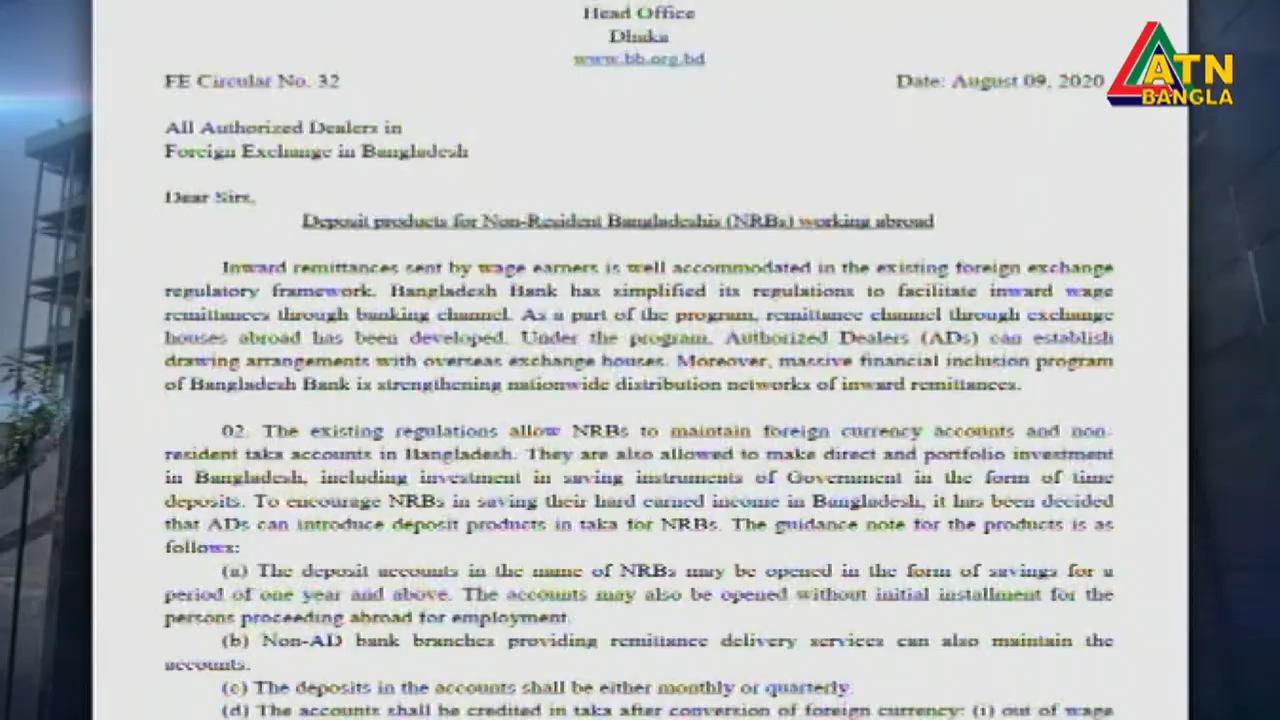 Head Office
Dhaka
www.bb.org.bd
FE Circular No. 32
Date: August 09, 2020
ATN
BANGLA
All Authorized Dealers in
Foreign Exchange in Bangladesh
Dear Sirs,
Deposit products for Non-Resident Bangladeshis (NRBs) working abroad
Inward remittances sent by wage earners is well accommodated in the existing foreign exchange
regulatory framework. Bangladesh Bank has simplified its regulations to facilitate inward wage
remittances through banking channel. As a part of the program, remittance channel through exchange
houses abroad has been developed. Under the program, Authorized Dealers (ADs) can establish
drawing arrangements with overseas exchange houses. Moreover, massive financial inclusion program
of Bangladesh Bank is strengthening nationwide distribution networks of inward remittances.
02. The existing regulations allow NRBs to maintain foreign currency accounts and non-
resident taka accounts in Bangladesh. They are also allowed to make direct and portfolio investment
in Bangladesh, including investment in saving instruments of Government in the form of time
deposits. To encourage NRBs in saving their hard earned income in Bangladesh, it has been decided
that ADs can introduce deposit products in taka for NRBs. The guidance note for the products is as
follows:
(a) The deposit accounts in the name of NRBs may be opened in the form of savings for a
period of one year and above. The accounts may also be opened without initial installment for the
persons proceeding abroad for employment.
(b) Non-AD bank branches providing remittance delivery services can also maintain the
accounts.
(c) The deposits in the accounts shall be either monthly or quarterly.
(d) The accounts shall be credited in taka after conversion of foreign currency: (i) out of wage